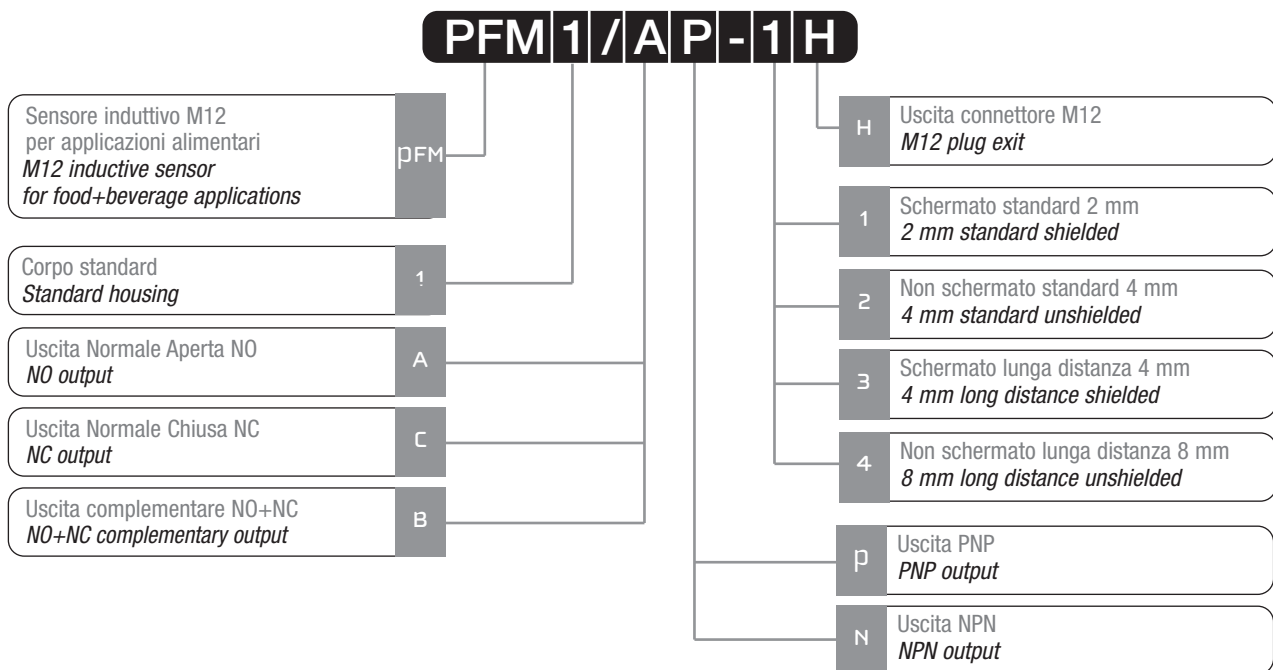 PFM1/AP-1H
Sensore induttivo M12
per applicazioni alimentari
M12 inductive sensor
for food+beverage applications
PFM
Corpo standard
Standard housing
1
Uscita Normale Aperta NO
NO output
A
Uscita Normale Chiusa NC
NC output
C
Uscita complementare NO+NC
NO+NC complementary output
B
H
Uscita connettore M12
M12 plug exit
1
Schermato standard 2 mm
2 mm standard shielded
2
Non schermato standard 4 mm
4 mm standard unshielded
3
Schermato lunga distanza 4 mm
4 mm long distance shielded
4
Non schermato lunga distanza 8 mm
8 mm long distance unshielded
P
Uscita PNP
PNP output
N
Uscita NPN
NPN output